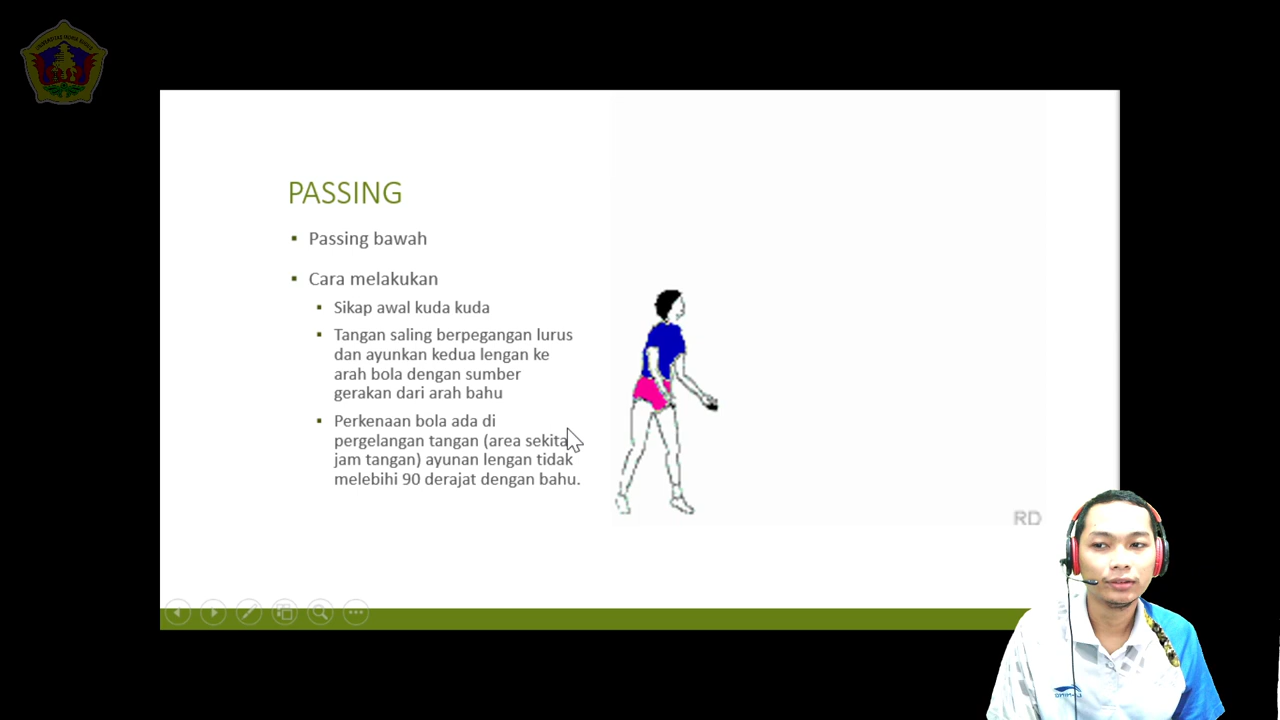 PASSING
Passing bawah
Cara melakukan
Sikap awal kuda kuda
Tangan saling berpegangan lurus
dan ayunkan kedua lengan ke
arah bola dengan sumber
gerakan dari arah bahu
Perkenaan bola ada di
pergelangan tangan (area sekita
jam tangan) ayunan lengan tidak
melebihi 90 derajat dengan bahu.
RD